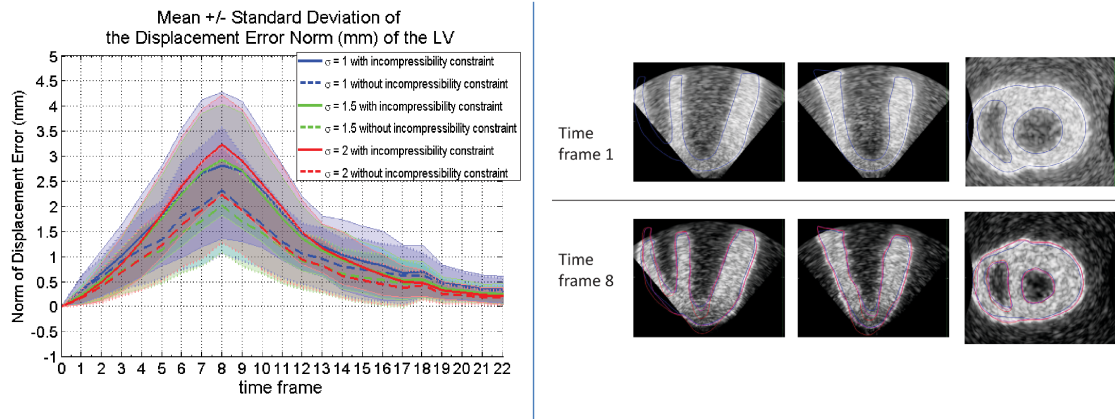 Mean +/- Standard Deviation of
the Displacement Error Norm (mm) of the LV
Norm of Displacement Error (mm)
5
4.5
4
3.5
3
2.5
2
1.5
1
0.5
0
-0.5
-1
σ = 1 with incompressibility constraint
σ = 1 without incompressibility constraint
σ = 1.5 with incompressibility constraint
σ = 1.5 without incompressibility constraint
σ = 2 with incompressibility constraint
σ = 2 without incompressibility constraint
0 1 2 3 4 5 6 7 8 9 10 11 12 13 14 15 16 17 18 19 20 21 22
time frame
Time
frame 1
Time
frame 8